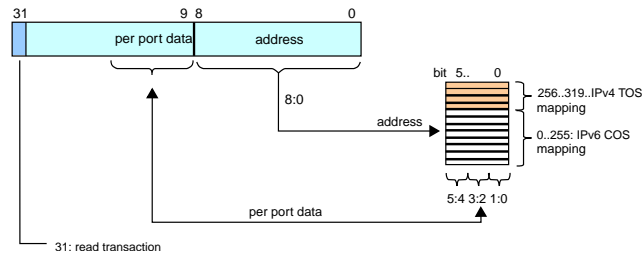 31 9 8 0
per port data address
bit 5.. 0
8:0
256..319..IPv4 TOS
mapping
address
0..255: IPv6 COS
mapping
5:4 3:2 1:0
per port data
31: read transaction